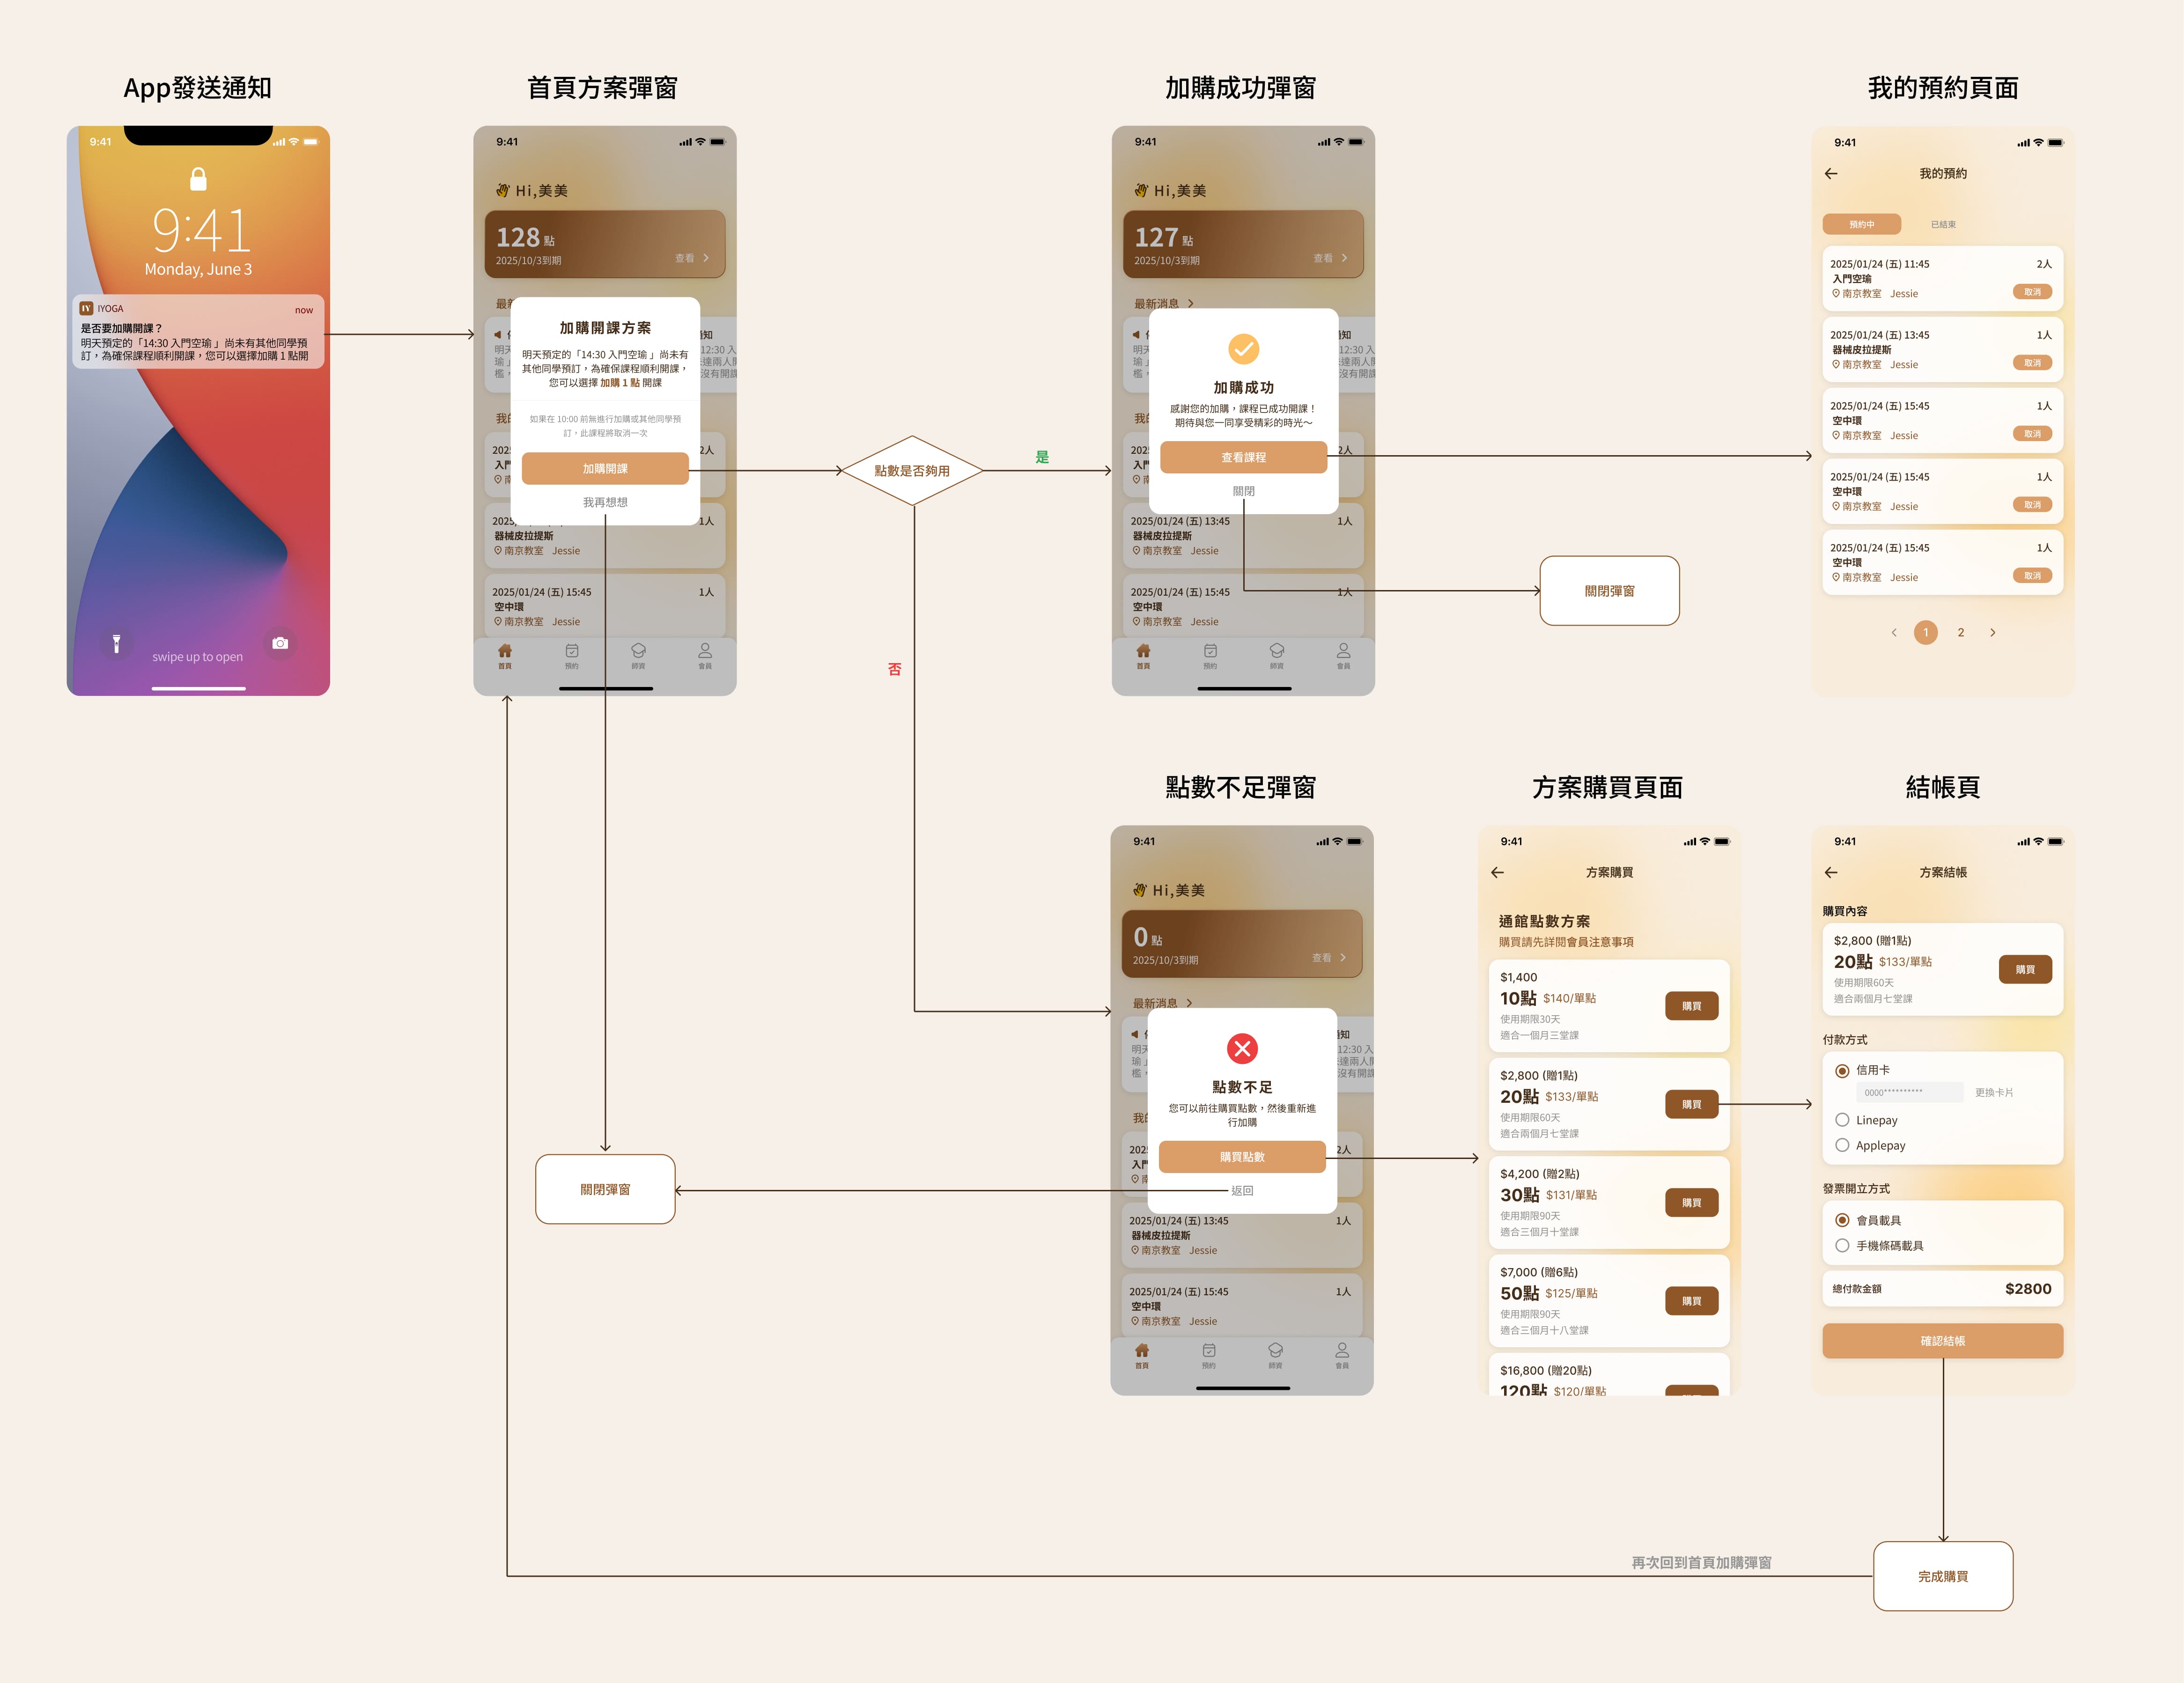 App發送通知
首頁方案彈窗
加購成功彈窗
我的預約頁面
9:41
9:41
Monday, June 3
IYOGA
now
是否要加購開課？
明天預定的「14:30 入門空瑜 」尚未有其他同學預
訂，為確保課程順利開課，您可以選擇加購 1 點開
swipe up to open
9:41
Hi,美美
128 點
2025/10/3到期
查看
加購開課方案
明天預定的「14:30 入門空瑜 」尚未有
其他同學預訂，為確保課程順利開課，
您可以選擇 加購 1 點 開課
如果在 10:00 前無進行加購或其他同學預
訂，此課程將取消一次
加購開課
我再想想
2人
1人
器械皮拉提斯
南京教室 Jessie
2025/01/24 (五) 15:45
1人
空中環
南京教室 Jessie
首頁
預約
師資
會員
點數是否夠用
是
否
9:41
Hi,美美
127 點
2025/10/3到期
查看
最新消息
加購成功
感謝您的加購，課程已成功開課！
期待與您一同享受精彩的時光～
查看課程
關閉
2人
2025/01/24 (五) 13:45
1人
器械皮拉提斯
南京教室 Jessie
2025/01/24 (五) 15:45
1人
空中環
南京教室 Jessie
首頁
預約
師資
會員
關閉彈窗
9:41
我的預約
預約中
已結束
2025/01/24 (五) 11:45
2人
入門空瑜
南京教室 Jessie
取消
2025/01/24 (五) 13:45
1人
器械皮拉提斯
南京教室 Jessie
取消
2025/01/24 (五) 15:45
1人
空中環
南京教室 Jessie
取消
2025/01/24 (五) 15:45
1人
空中環
南京教室 Jessie
取消
2025/01/24 (五) 15:45
1人
空中環
南京教室 Jessie
取消
1
2
點數不足彈窗
方案購買頁面
結帳頁
9:41
Hi,美美
0 點
2025/10/3到期
查看
最新消息
點數不足
您可以前往購買點數，然後重新進
行加購
購買點數
返回
2人
2025/01/24 (五) 13:45
1人
器械皮拉提斯
南京教室 Jessie
2025/01/24 (五) 15:45
1人
空中環
南京教室 Jessie
首頁
預約
師資
會員
關閉彈窗
9:41
方案購買
通館點數方案
購買請先詳閱會員注意事項
$1,400
10點 $140/單點
使用期限30天
適合一個月三堂課
購買
$2,800 (贈1點)
20點 $133/單點
使用期限60天
適合兩個月七堂課
購買
$4,200 (贈2點)
30點 $131/單點
使用期限90天
適合三個月十堂課
購買
$7,000 (贈6點)
50點 $125/單點
使用期限90天
適合三個月十八堂課
購買
$16,800 (贈20點)
120點 $120/單點
9:41
方案結帳
購買內容
$2,800 (贈1點)
20點 $133/單點
使用期限60天
適合兩個月七堂課
購買
付款方式
信用卡
0000**********
更換卡片
Linepay
Applepay
發票開立方式
會員載具
手機條碼載具
總付款金額
$2800
確認結帳
再次回到首頁加購彈窗
完成購買